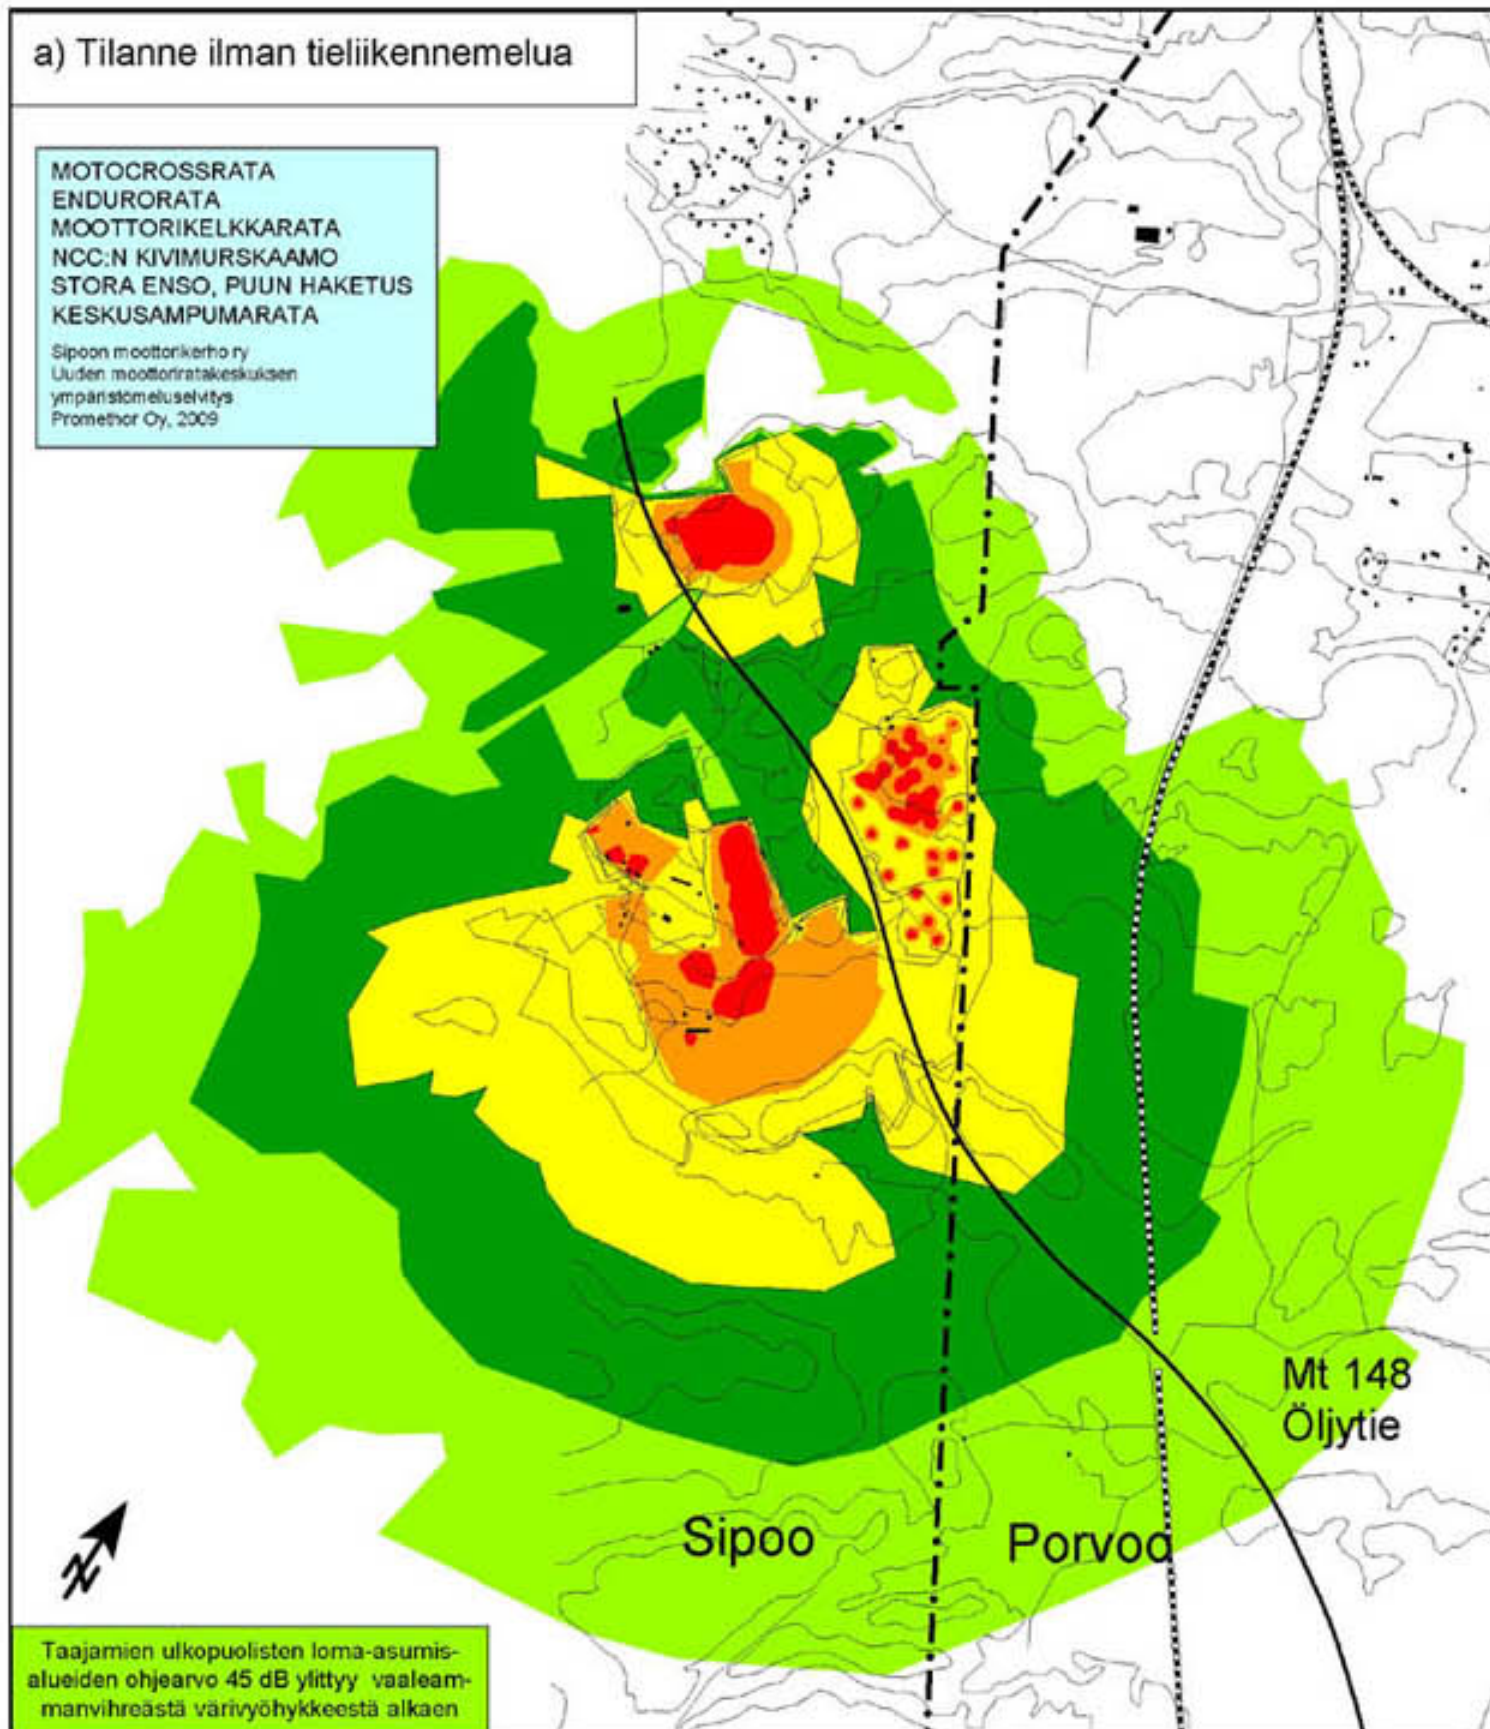 a) Tilanne ilman tieliikennemelua
MOTOCROSSRATA
ENDURORATA
MOOTTORIKELKKARATA
NCC:N KIVIMURSKAAMO
STORA ENSO, PUUN HAKETUS
KESKUSAMPUMARATA
Sipoon moottorikerho ry
Uuden moottoriratakeskuksen
ympäristömeluselvitys
Promethor Oy, 2009
Mt 148
Öljytie
Sipoo
Porvoo
N
Taajamien ulkopuolisten loma-asumis-
alueiden ohjearvo 45 dB ylittyy vaaleam-
manvihreästä värivyöhykkeestä alkaen